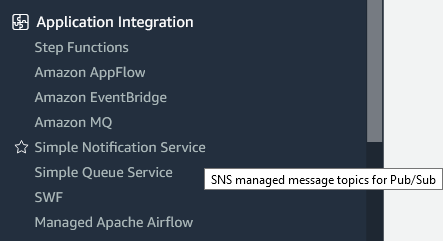 Application Integration
Step Functions
Amazon AppFlow
Amazon EventBridge
Amazon MQ
Simple Notification Service
Simple Queue Service
SNS managed message topics for Pub/Sub
SWF
Managed Apache Airflow